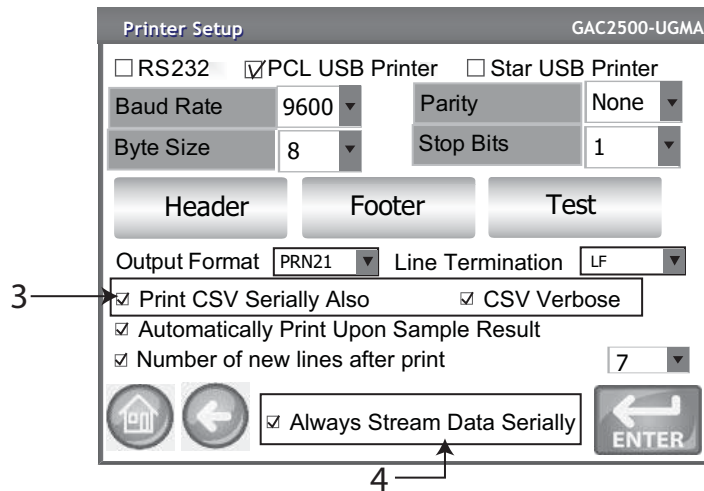 Printer Setup GAC2500-UGMA
RS232 PCL USB Printer Star USB Printer
Baud Rate 9600 Parity None
Byte Size 8 Stop Bits 1
Header Footer Test
Output Format PRN21 Line Termination LF
3 Print CSV Serially Also CSV Verbose
Automatically Print Upon Sample Result
Number of new lines after print 7
Always Stream Data Serially ENTER
4